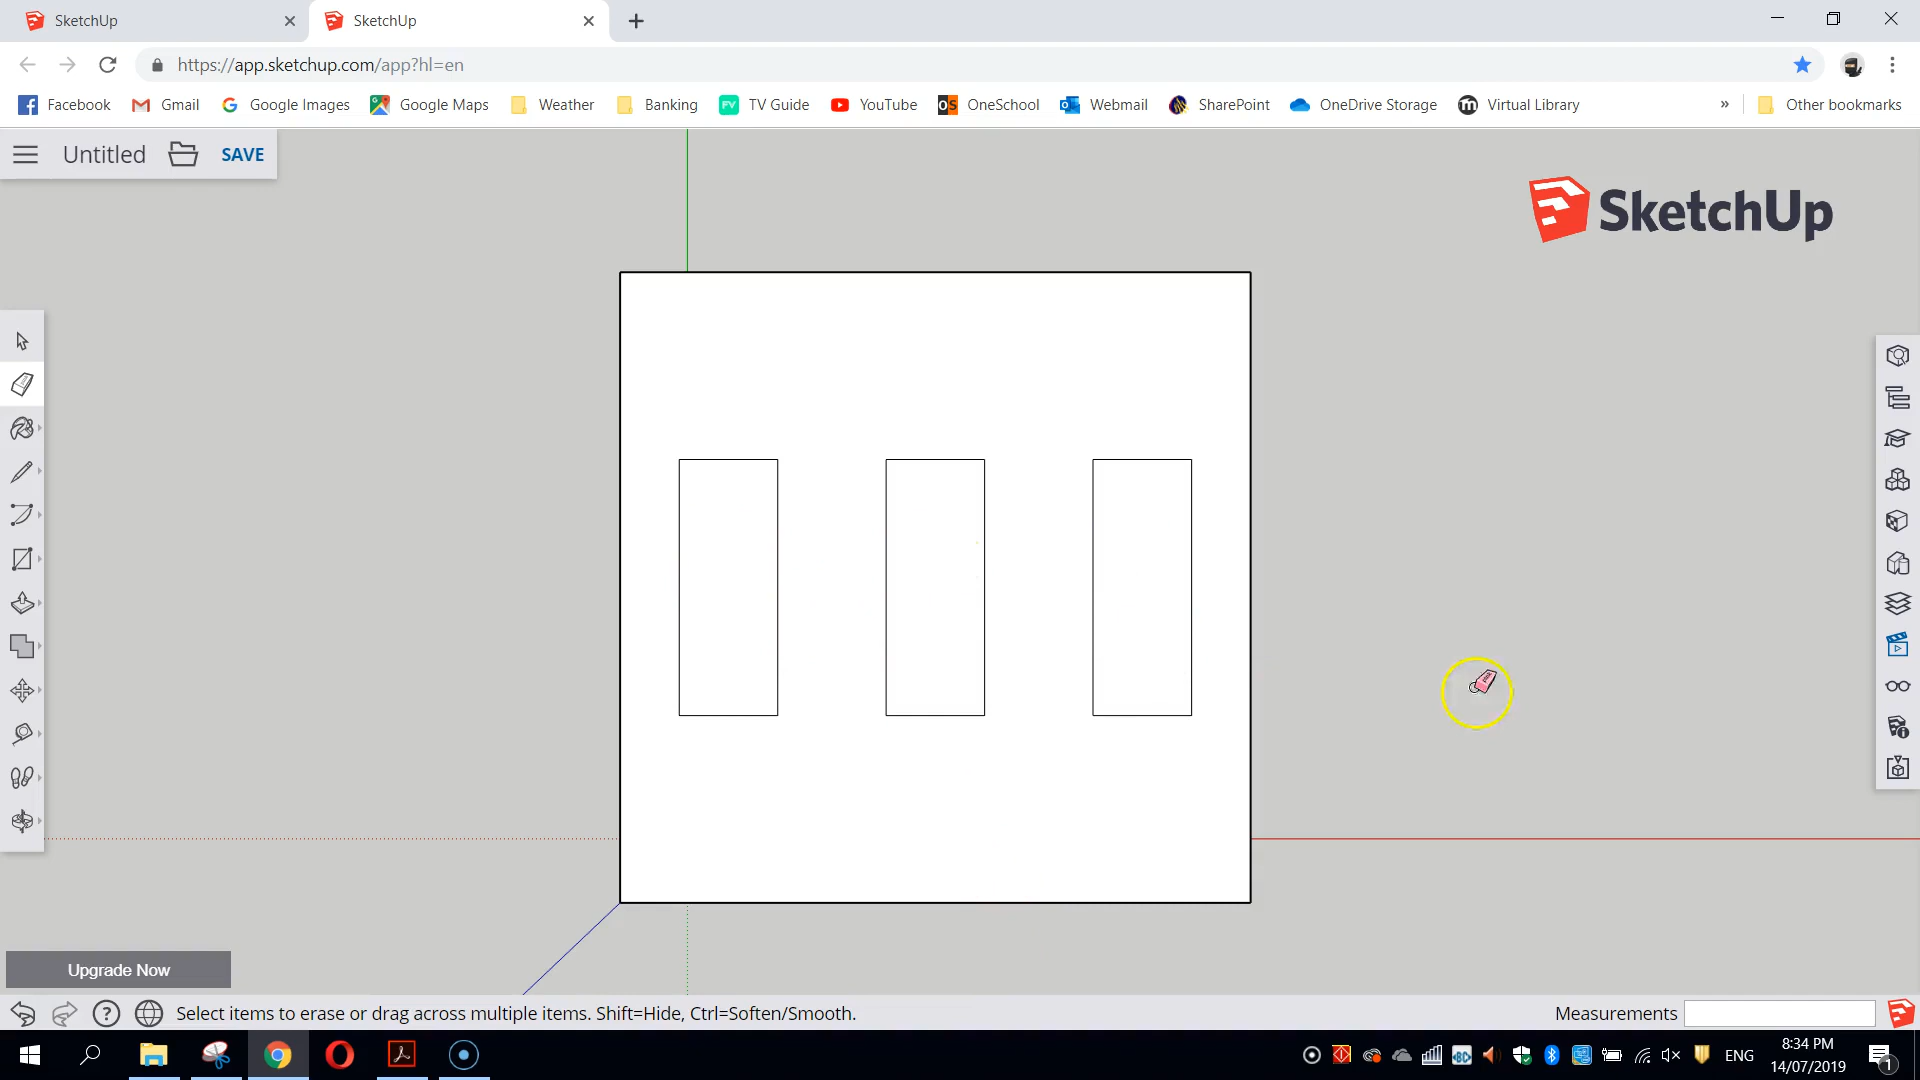 SketchUp
SketchUp
https://app.sketchup.com/app?hl=en
Facebook Gmail Google Images Google Maps Weather Banking TV Guide YouTube OneSchool Webmail SharePoint OneDrive Storage Virtual Library » Other bookmarks
Untitled SAVE
SketchUp
Upgrade Now
Select items to erase or drag across multiple items. Shift=Hide, Ctrl=Soften/Smooth.
Measurements
ENG
8:34 PM
14/07/2019
1